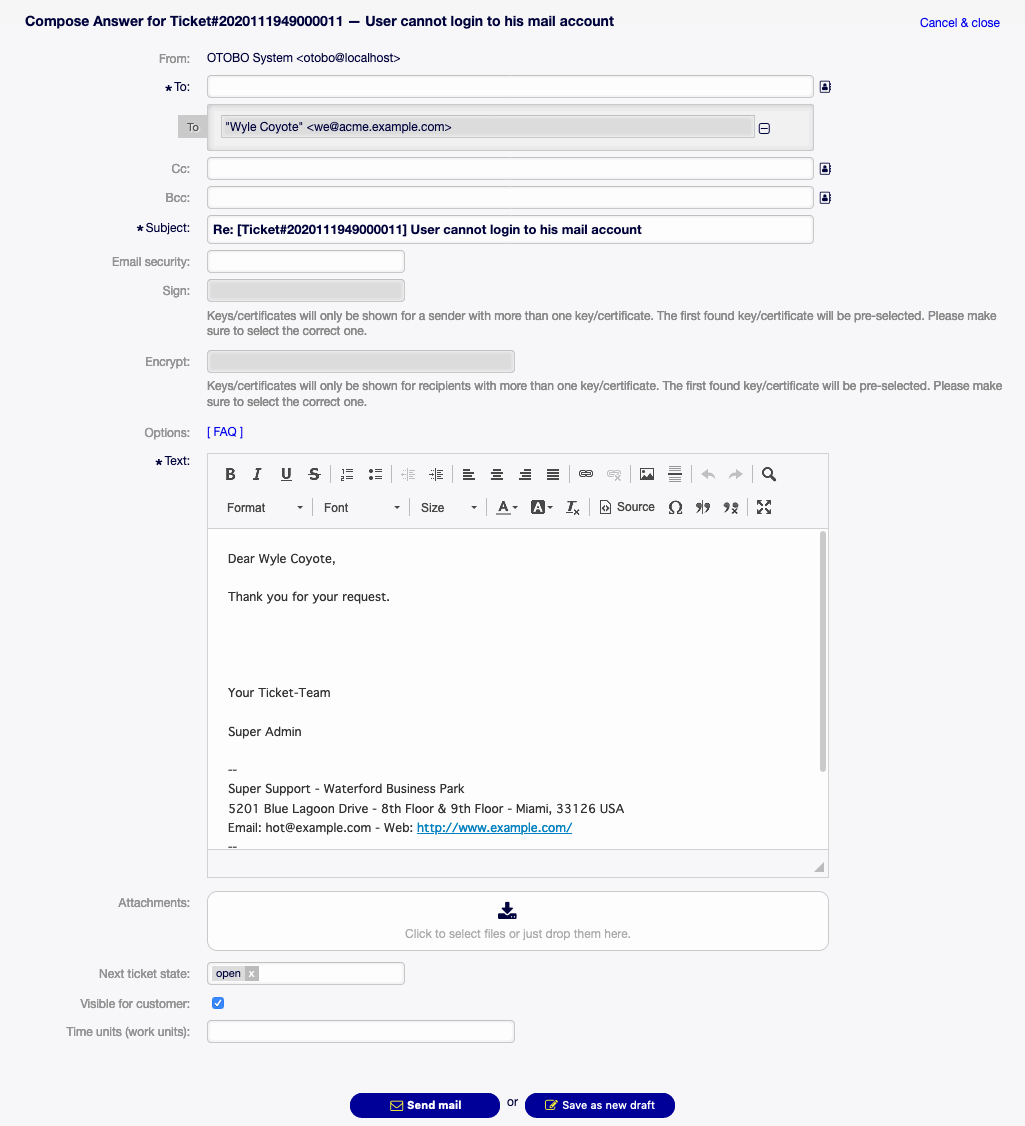 Compose Answer for Ticket#2020111949000011 — User cannot login to his mail account
Cancel & close
From: OTOBO System <otobo@localhost>
★ To:
To "Wyle Coyote" <we@acme.example.com>
Cc:
Bcc:
★ Subject: Re: [Ticket#2020111949000011] User cannot login to his mail account
Email security:
Sign:
Keys/certificates will only be shown for a sender with more than one key/certificate. The first found key/certificate will be pre-selected. Please make
sure to select the correct one.
Encrypt:
Keys/certificates will only be shown for recipients with more than one key/certificate. The first found key/certificate will be pre-selected. Please make
sure to select the correct one.
Options: [ FAQ ]
★ Text:
B I U S
Format Font Size A A Tx Source Ω
Dear Wyle Coyote,
Thank you for your request.
Your Ticket-Team
Super Admin
--
Super Support - Waterford Business Park
5201 Blue Lagoon Drive - 8th Floor & 9th Floor - Miami, 33126 USA
Email: hot@example.com - Web: http://www.example.com/
--
Attachments:
Click to select files or just drop them here.
Next ticket state: open x
Visible for customer:
Time units (work units):
Send mail or Save as new draft